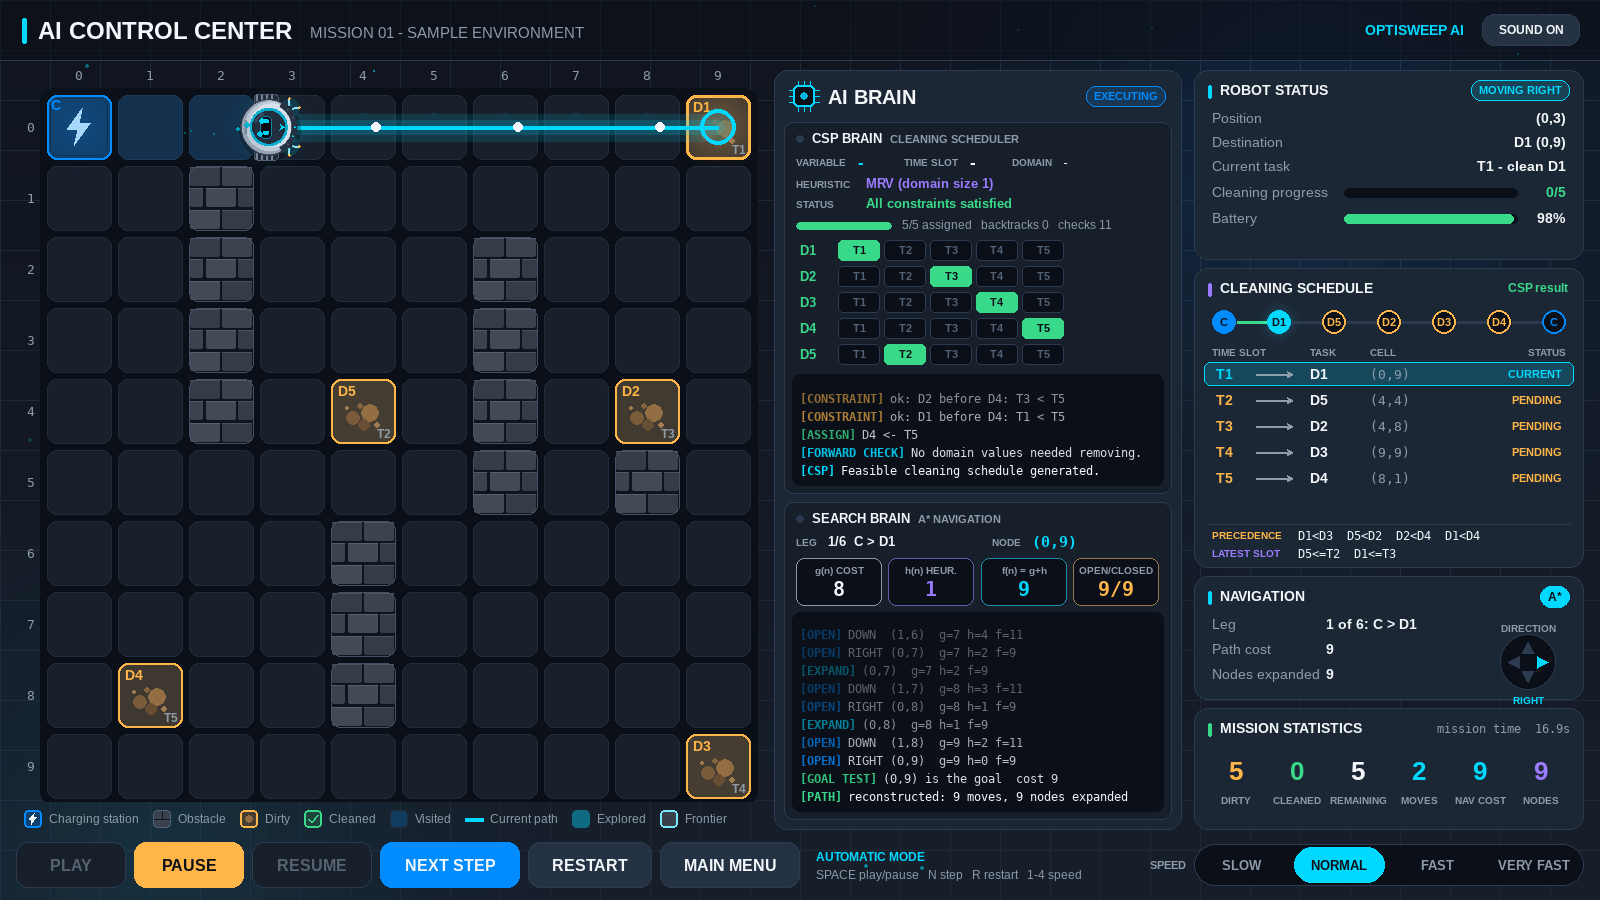 AI CONTROL CENTER MISSION 01 - SAMPLE ENVIRONMENT
OPTISWEEP AI SOUND ON
0 1 2 3 4 5 6 7 8 9
0 C D1 T1
1
2
3
4 D5 T2 D2 T3
5
6
7
8 D4 T5
9 D3 T4
Charging station Obstacle Dirty Cleaned Visited Current path Explored Frontier
PLAY PAUSE RESUME NEXT STEP RESTART MAIN MENU
AUTOMATIC MODE
SPACE play/pause N step R restart 1-4 speed
SPEED SLOW NORMAL FAST VERY FAST
AI BRAIN EXECUTING
CSP BRAIN CLEANING SCHEDULER
VARIABLE - TIME SLOT - DOMAIN -
HEURISTIC MRV (domain size 1)
STATUS All constraints satisfied
5/5 assigned backtracks 0 checks 11
D1 T1 T2 T3 T4 T5
D2 T1 T2 T3 T4 T5
D3 T1 T2 T3 T4 T5
D4 T1 T2 T3 T4 T5
D5 T1 T2 T3 T4 T5
[CONSTRAINT] ok: D2 before D4: T3 < T5
[CONSTRAINT] ok: D1 before D4: T1 < T5
[ASSIGN] D4 <- T5
[FORWARD CHECK] No domain values needed removing.
[CSP] Feasible cleaning schedule generated.
SEARCH BRAIN A* NAVIGATION
LEG 1/6 C > D1 NODE (0,9)
g(n) COST h(n) HEUR. f(n) = g+h OPEN/CLOSED
8 1 9 9/9
[OPEN] DOWN (1,6) g=7 h=4 f=11
[OPEN] RIGHT (0,7) g=7 h=2 f=9
[EXPAND] (0,7) g=7 h=2 f=9
[OPEN] DOWN (1,7) g=8 h=3 f=11
[OPEN] RIGHT (0,8) g=8 h=1 f=9
[EXPAND] (0,8) g=8 h=1 f=9
[OPEN] DOWN (1,8) g=9 h=2 f=11
[OPEN] RIGHT (0,9) g=9 h=0 f=9
[GOAL TEST] (0,9) is the goal cost 9
[PATH] reconstructed: 9 moves, 9 nodes expanded
ROBOT STATUS MOVING RIGHT
Position (0,3)
Destination D1 (0,9)
Current task T1 - clean D1
Cleaning progress 0/5
Battery 98%
CLEANING SCHEDULE CSP result
C D1 D5 D2 D3 D4 C
TIME SLOT TASK CELL STATUS
T1 D1 (0,9) CURRENT
T2 D5 (4,4) PENDING
T3 D2 (4,8) PENDING
T4 D3 (9,9) PENDING
T5 D4 (8,1) PENDING
PRECEDENCE D1<D3 D5<D2 D2<D4 D1<D4
LATEST SLOT D5<=T2 D1<=T3
NAVIGATION A*
Leg 1 of 6: C > D1
Path cost 9
Nodes expanded 9
DIRECTION
RIGHT
MISSION STATISTICS mission time 16.9s
5 0 5 2 9 9
DIRTY CLEANED REMAINING MOVES NAV COST NODES